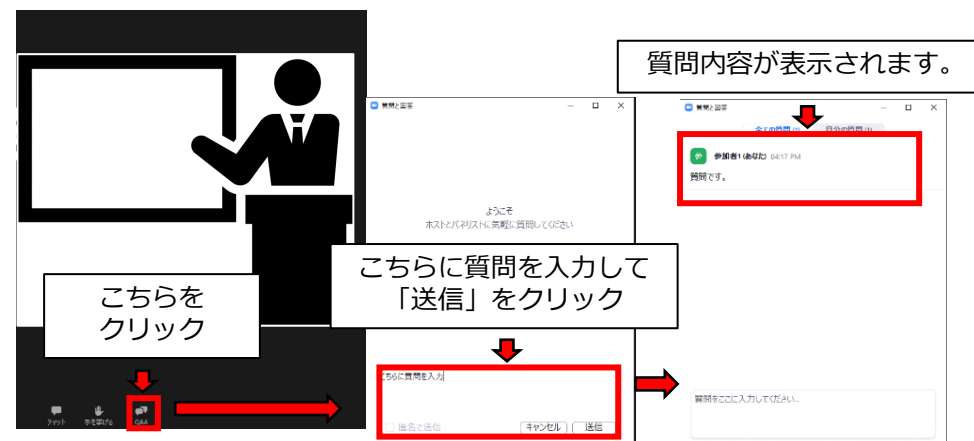 質問内容が表示されます。
質問と回答
質問と回答
全ての質問 (1) 自分の質問 (1)
参 参加者1 (あなた) 04:17 PM
質問です。
ようこそ
ホストとパネリストに気軽に質問してください
こちらに質問を入力して
「送信」をクリック
こちらを
クリック
こちらに質問を入力
匿名で送信 キャンセル 送信
質問をここに入力してください...
チャット 手を挙げる Q&A